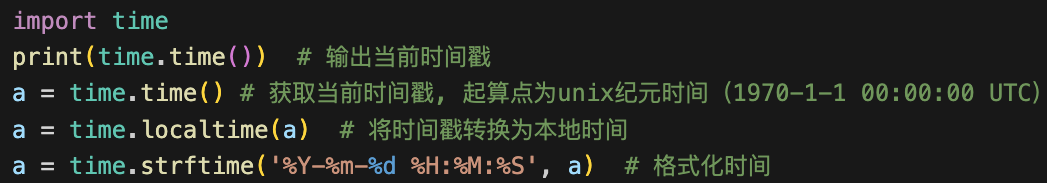 import time
print(time.time())  # 输出当前时间戳
a = time.time() # 获取当前时间戳, 起算点为unix纪元时间 (1970-1-1 00:00:00 UTC)
a = time.localtime(a)  # 将时间戳转换为本地时间
a = time.strftime('%Y-%m-%d %H:%M:%S', a)  # 格式化时间